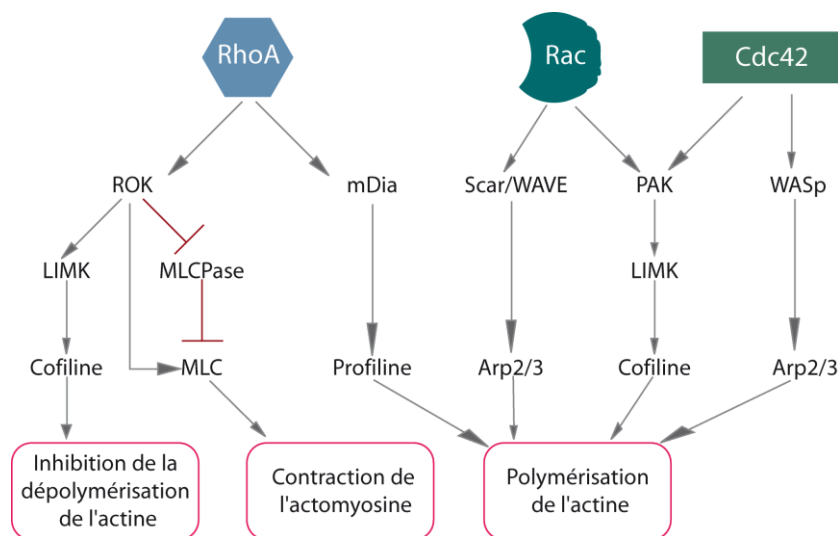 RhoA
Rac
Cdc42
ROK
mDia
Scar/WAVE
PAK
WASp
LIMK
MLCPase
LIMK
Cofiline
MLC
Profiline
Arp2/3
Cofiline
Arp2/3
Inhibition de la
dépolymérisation
de l'actine
Contraction de
l'actomyosine
Polymérisation
de l'actine